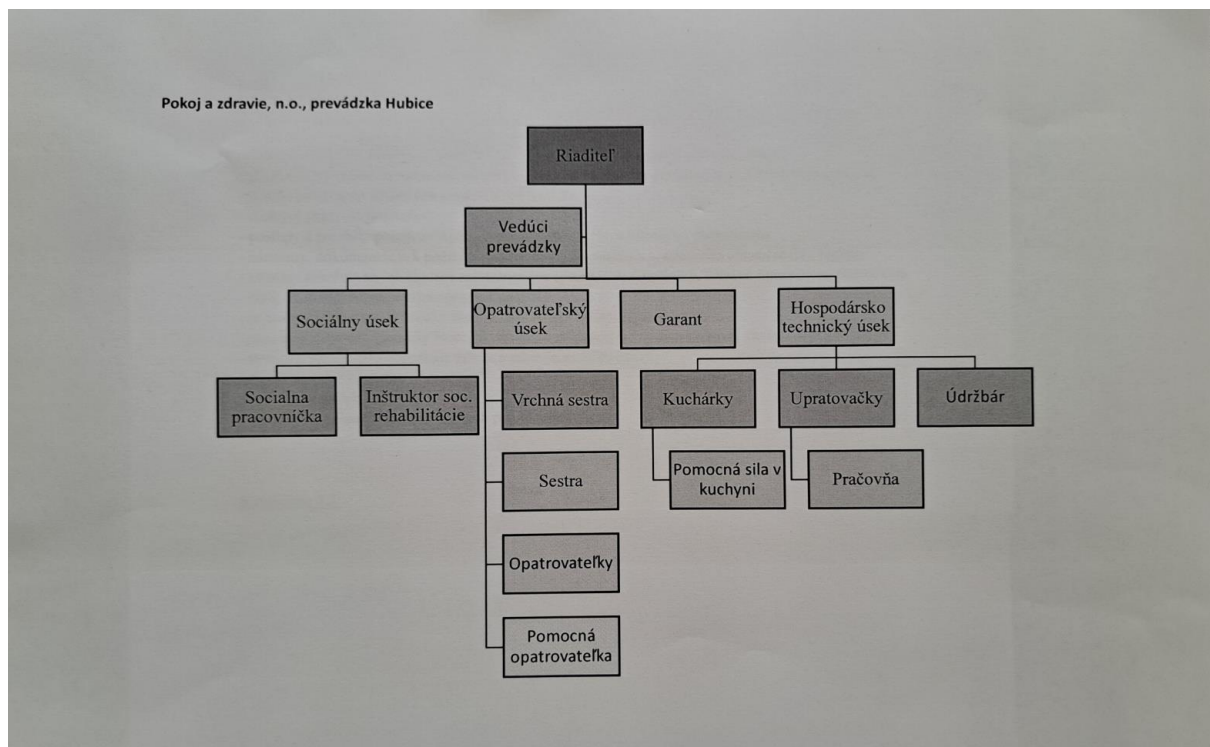 Pokoj a zdravie, n.o., prevádzka Hubice
Riaditeľ
Vedúci
prevádzky
Sociálny úsek
Opatrovateľský
úsek
Garant
Hospodársko
technický úsek
Socialna
pracovníčka
Inštruktor soc.
rehabilitácie
Vrchná sestra
Kuchárky
Upratovačky
Údržbár
Sestra
Pomocná sila v
kuchyni
Pračovňa
Opatrovateľky
Pomocná
opatrovateľka